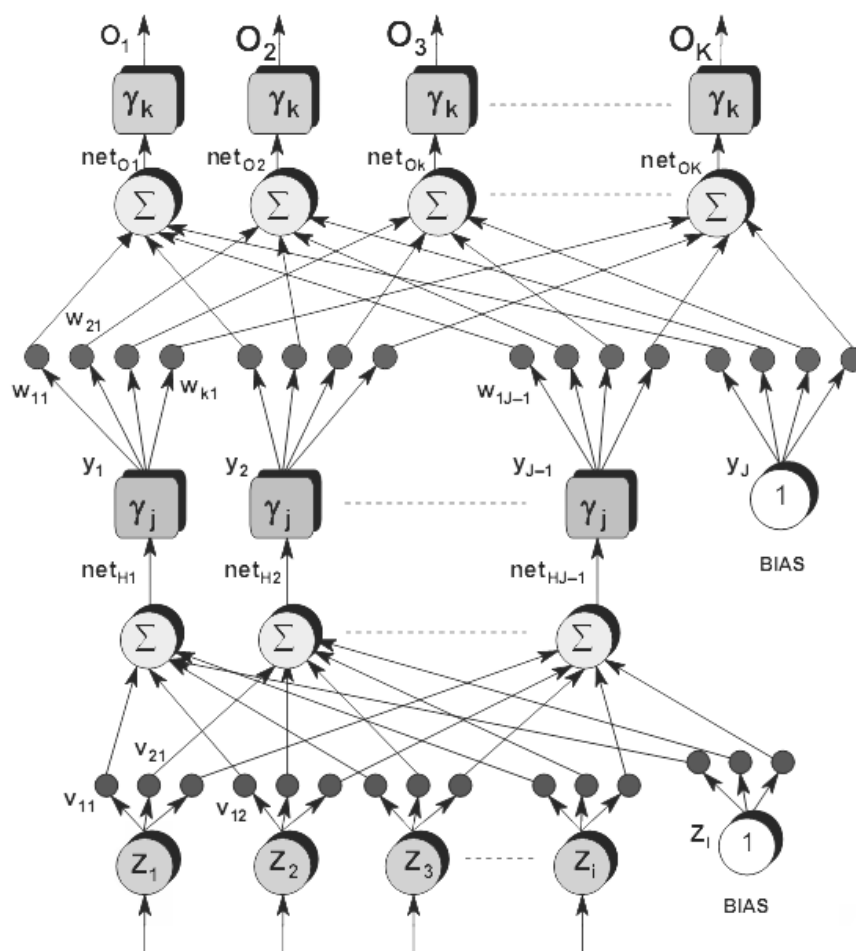 O1 O2 O3 OK
γk γk γk γk
netO1 netO2 netOk netOK
Σ Σ Σ Σ
w21
w11 wk1 w1J–1
y1 y2 yJ–1 yJ
γj γj γj 1
BIAS
netH1 netH2 netHJ–1
Σ Σ Σ
v21
v11 v12
Z1 Z2 Z3 Zi ZI 1
BIAS